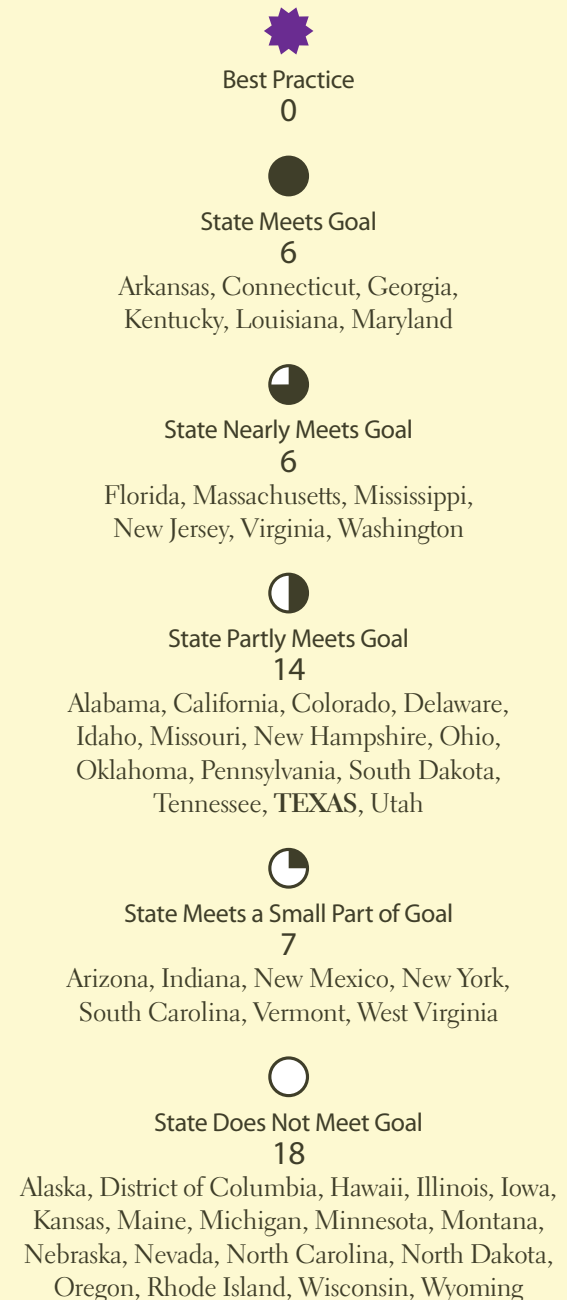 Best Practice
0
State Meets Goal
6
Arkansas, Connecticut, Georgia,
Kentucky, Louisiana, Maryland
State Nearly Meets Goal
6
Florida, Massachusetts, Mississippi,
New Jersey, Virginia, Washington
State Partly Meets Goal
14
Alabama, California, Colorado, Delaware,
Idaho, Missouri, New Hampshire, Ohio,
Oklahoma, Pennsylvania, South Dakota,
Tennessee, TEXAS, Utah
State Meets a Small Part of Goal
7
Arizona, Indiana, New Mexico, New York,
South Carolina, Vermont, West Virginia
State Does Not Meet Goal
18
Alaska, District of Columbia, Hawaii, Illinois, Iowa,
Kansas, Maine, Michigan, Minnesota, Montana,
Nebraska, Nevada, North Carolina, North Dakota,
Oregon, Rhode Island, Wisconsin, Wyoming